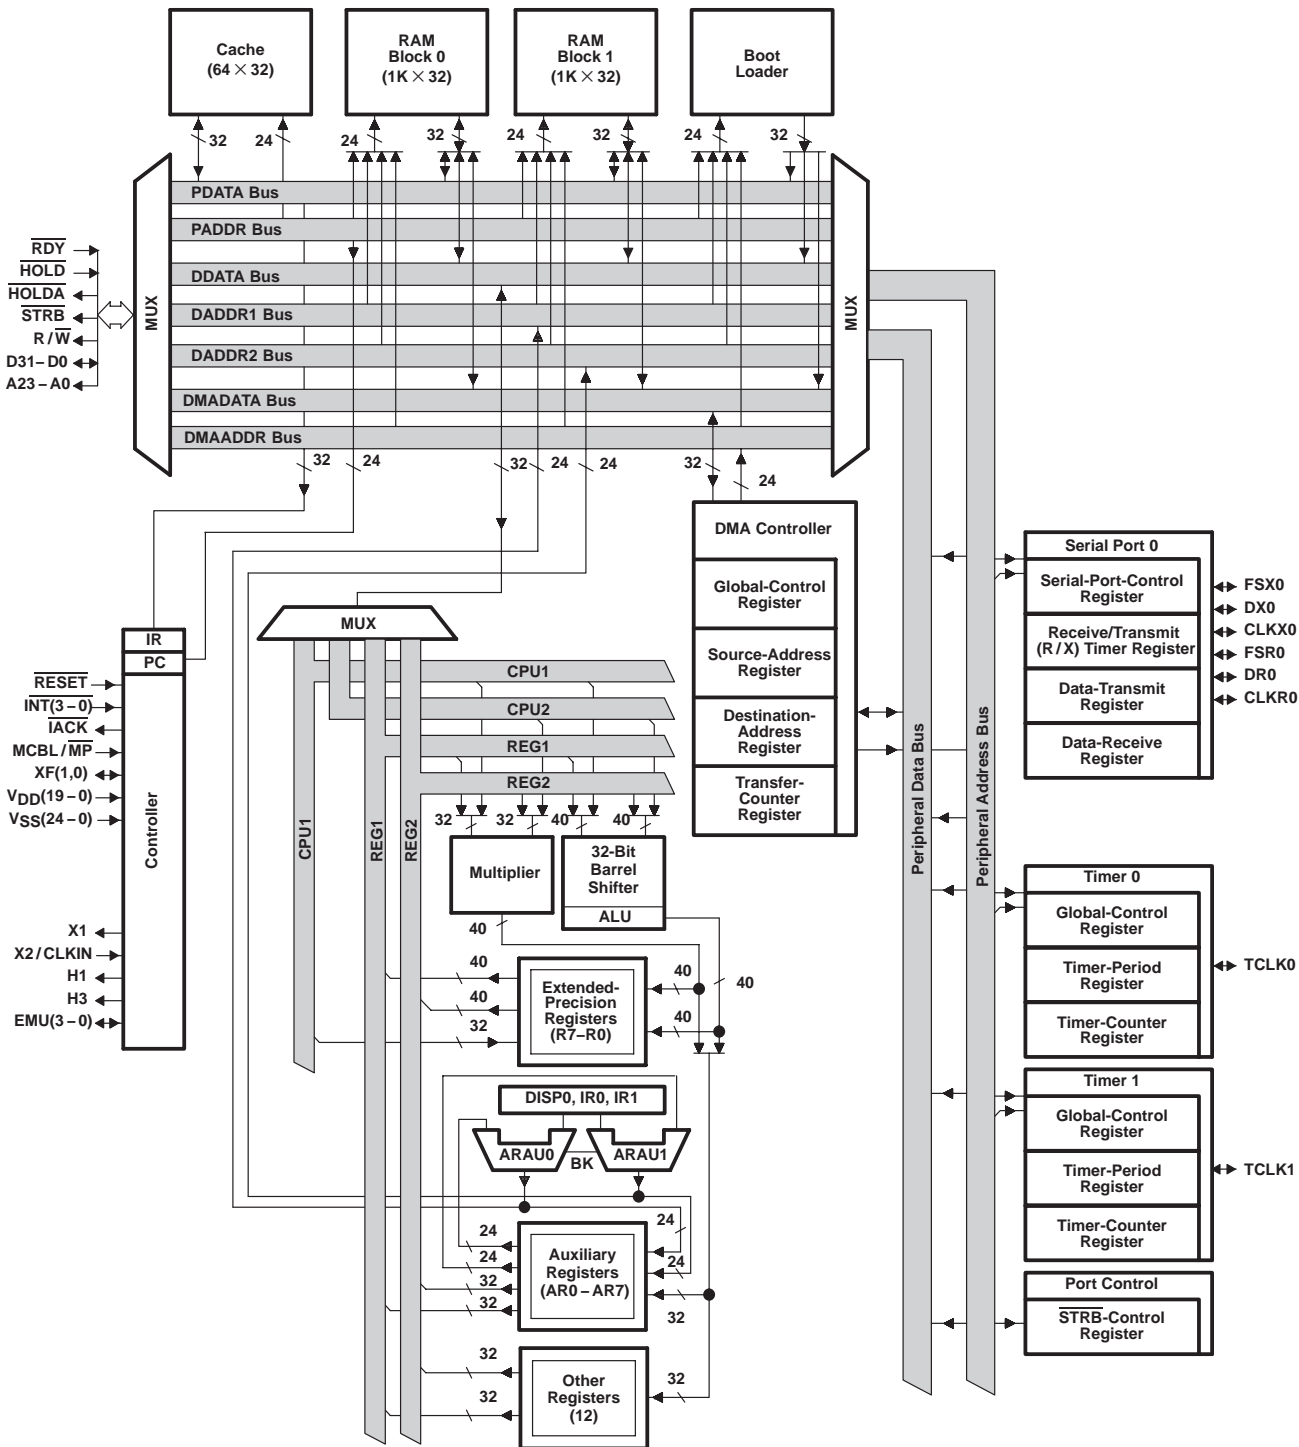 Cache
(64 × 32)
RAM
Block 0
(1K × 32)
RAM
Block 1
(1K × 32)
Boot
Loader
32
24
24
32
24
32
24
32
PDATA Bus
PADDR Bus
DDATA Bus
DADDR1 Bus
DADDR2 Bus
DMADATA Bus
DMAADDR Bus
MUX
MUX
RDY
HOLD
HOLDA
STRB
R / W
D31 – D0
A23 – A0
32
24
32
24
24
32
24
DMA Controller
Global-Control
Register
Source-Address
Register
Destination-
Address
Register
Transfer-
Counter
Register
Peripheral Data Bus
Peripheral Address Bus
Serial Port 0
Serial-Port-Control
Register
Receive/Transmit
(R / X) Timer Register
Data-Transmit
Register
Data-Receive
Register
FSX0
DX0
CLKX0
FSR0
DR0
CLKR0
IR
PC
Controller
RESET
INT(3 – 0)
IACK
MCBL / MP
XF(1,0)
VDD(19 – 0)
VSS(24 – 0)
X1
X2 / CLKIN
H1
H3
EMU(3 – 0)
MUX
CPU1
CPU2
REG1
REG2
CPU1
REG1
REG2
32
32
40
40
Multiplier
32-Bit
Barrel
Shifter
ALU
40
40
40
40
32
40
40
Extended-
Precision
Registers
(R7–R0)
DISP0, IR0, IR1
ARAU0
BK
ARAU1
24
24
32
32
24
24
32
Auxiliary
Registers
(AR0 – AR7)
32
32
32
Other
Registers
(12)
Timer 0
Global-Control
Register
Timer-Period
Register
Timer-Counter
Register
TCLK0
Timer 1
Global-Control
Register
Timer-Period
Register
Timer-Counter
Register
TCLK1
Port Control
STRB-Control
Register